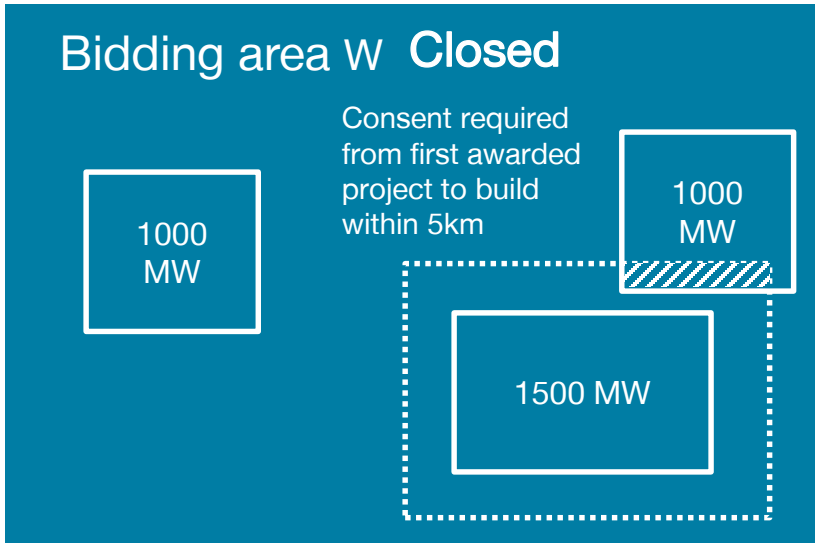 Bidding area W Closed
Consent required
from first awarded
project to build
within 5km
1000
MW
1000
MW
1500 MW